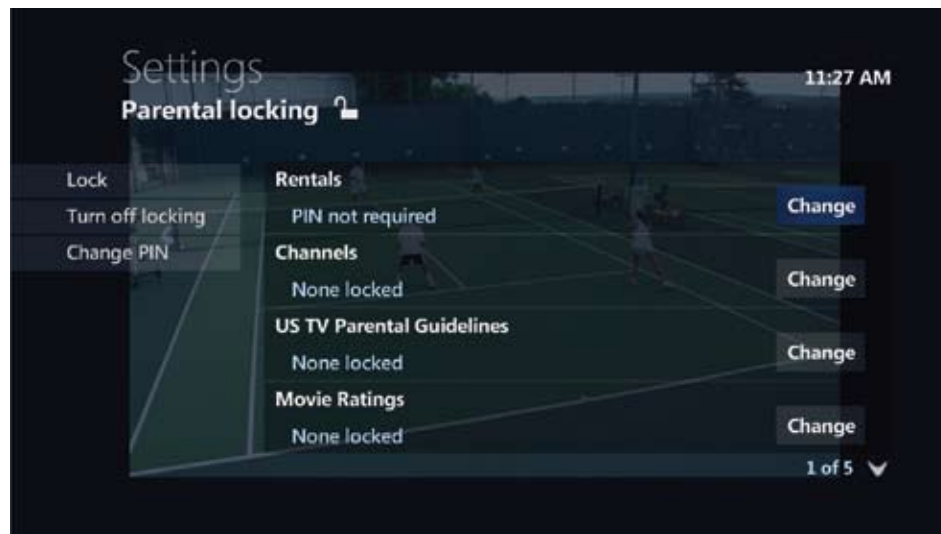 Settings
11:27 AM
Parental locking
Lock
Turn off locking
Change PIN
Rentals
PIN not required
Change
Channels
None locked
Change
US TV Parental Guidelines
None locked
Change
Movie Ratings
None locked
Change
1 of 5